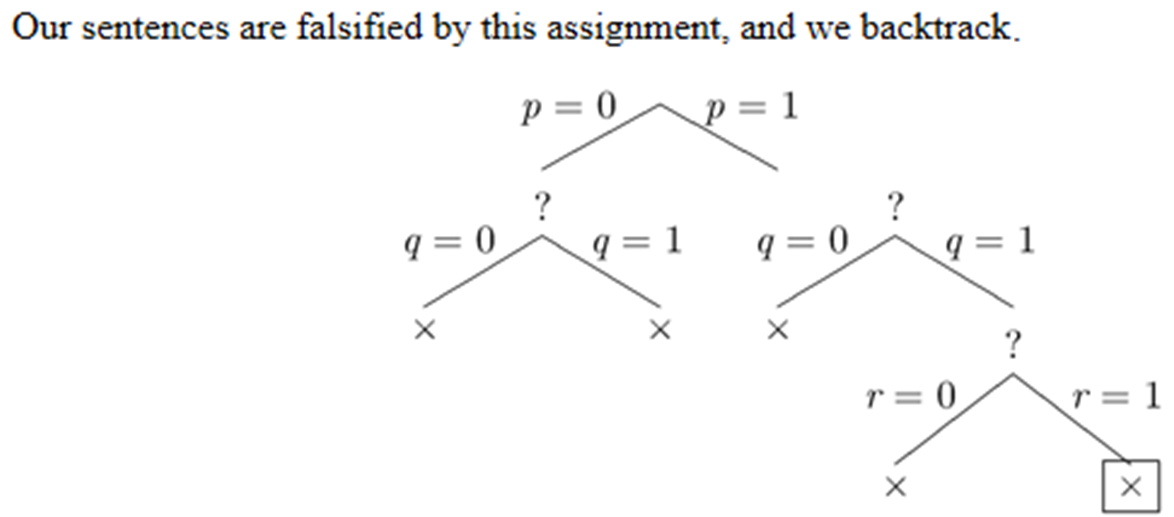 Our sentences are falsified by this assignment, and we backtrack.
p = 0 p = 1
? ?
q = 0 q = 1 q = 0 q = 1
× × ×
?
r = 0 r = 1
× ×